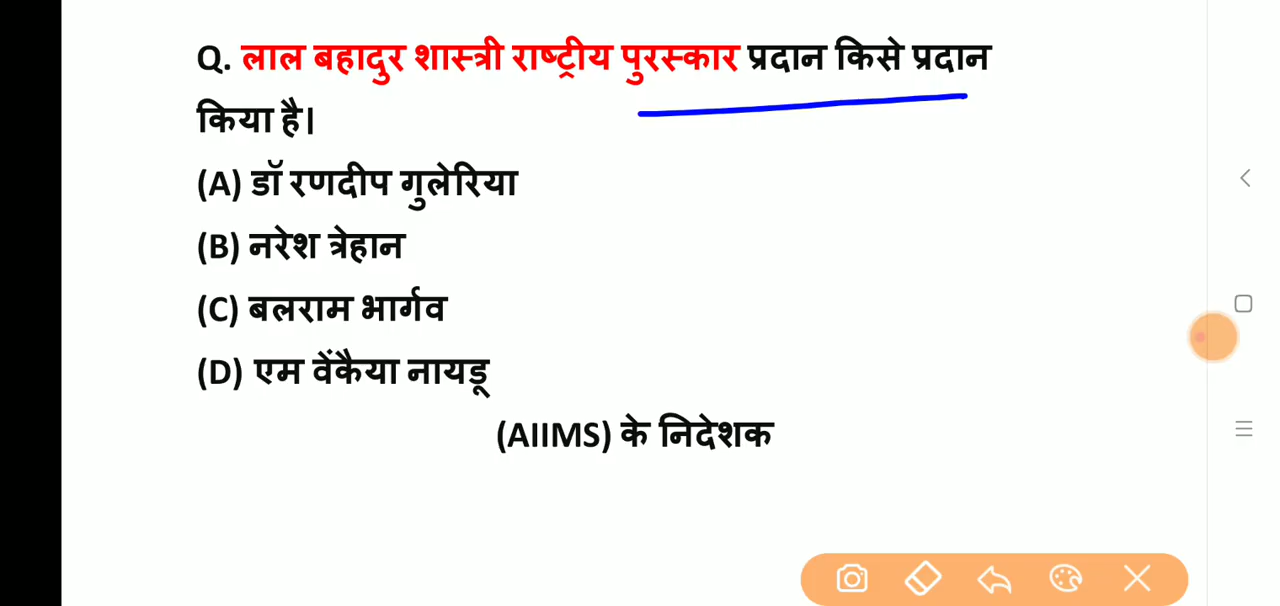 Q. लाल बहादुर शास्त्री राष्ट्रीय पुरस्कार प्रदान किसे प्रदान
किया है।
(A) डॉ रणदीप गुलेरिया
(B) नरेश त्रेहान
(C) बलराम भार्गव
(D) एम वेंकैया नायडू
(AIIMS) के निदेशक